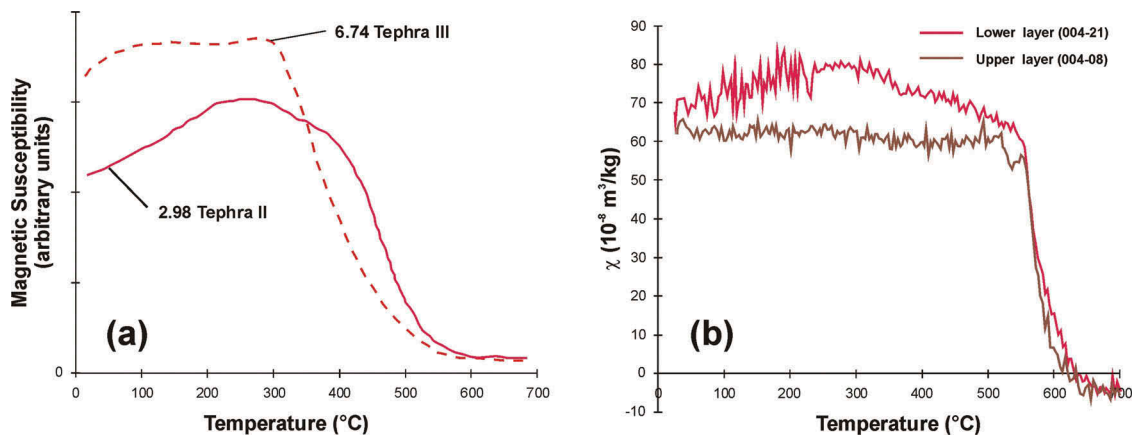 Magnetic Susceptibility
(arbitrary units)
6.74 Tephra III
2.98 Tephra II
(a)
0
0 100 200 300 400 500 600 700
Temperature (°C)
χ (10⁻⁸ m³/kg)
90
80
70
60
50
40
30
20
10
0
-10
Lower layer (004-21)
Upper layer (004-08)
(b)
0 100 200 300 400 500 600 700
Temperature (°C)